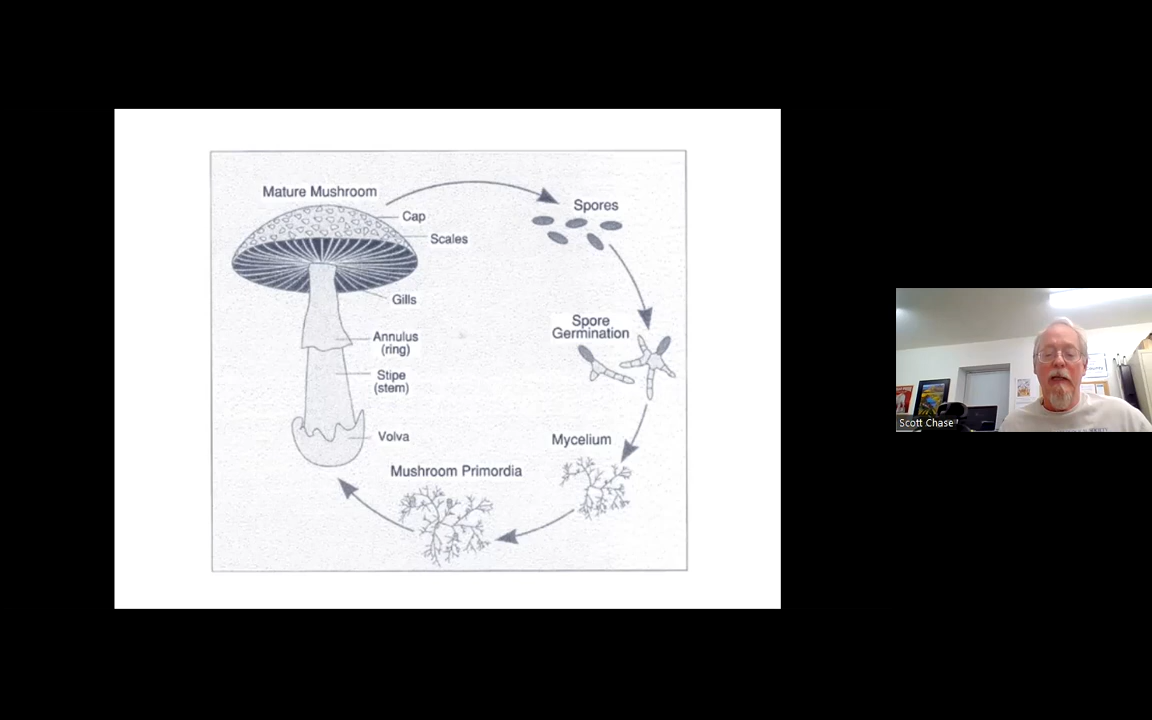 Mature Mushroom
Cap
Scales
Gills
Annulus
(ring)
Stipe
(stem)
Volva
Spores
Spore
Germination
Mycelium
Mushroom Primordia
Scott Chase